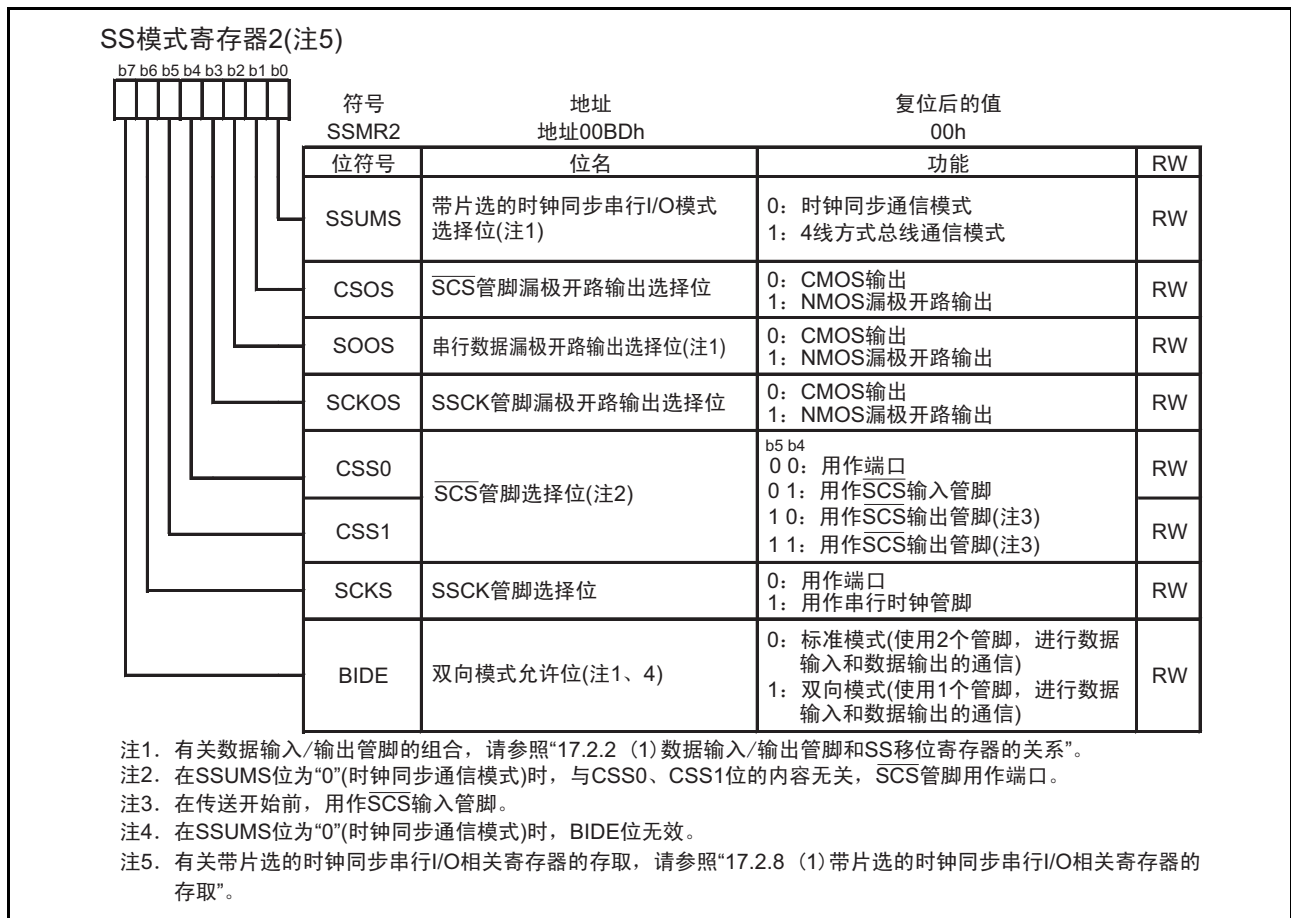 SS模式寄存器2(注5)
b7 b6 b5 b4 b3 b2 b1 b0
符号 地址 复位后的值
SSMR2 地址00BDh 00h
位符号 位名 功能 RW
SSUMS 带片选的时钟同步串行I/O模式
选择位(注1) 0：时钟同步通信模式
1：4线方式总线通信模式 RW
CSOS SCS管脚漏极开路输出选择位 0：CMOS输出
1：NMOS漏极开路输出 RW
SOOS 串行数据漏极开路输出选择位(注1) 0：CMOS输出
1：NMOS漏极开路输出 RW
SCKOS SSCK管脚漏极开路输出选择位 0：CMOS输出
1：NMOS漏极开路输出 RW
CSS0 SCS管脚选择位(注2) b5 b4
0 0：用作端口 RW
0 1：用作SCS输入管脚
CSS1 1 0：用作SCS输出管脚(注3) RW
1 1：用作SCS输出管脚(注3)
SCKS SSCK管脚选择位 0：用作端口
1：用作串行时钟管脚 RW
BIDE 双向模式允许位(注1、4) 0：标准模式(使用2个管脚，进行数据
输入和数据输出的通信)
1：双向模式(使用1个管脚，进行数据
输入和数据输出的通信) RW
注1．有关数据输入/输出管脚的组合，请参照“17.2.2（1）数据输入/输出管脚和SS移位寄存器的关系”。
注2．在SSUMS位为“0”(时钟同步通信模式)时，与CSS0、CSS1位的内容无关，SCS管脚用作端口。
注3．在传送开始前，用作SCS输入管脚。
注4．在SSUMS位为“0”(时钟同步通信模式)时，BIDE位无效。
注5．有关带片选的时钟同步串行I/O相关寄存器的存取，请参照“17.2.8（1）带片选的时钟同步串行I/O相关寄存器的
存取”。